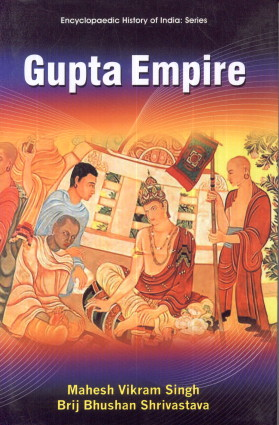 Encyclopaedic History of India: Series
Gupta Empire
Mahesh Vikram Singh
Brij Bhushan Shrivastava